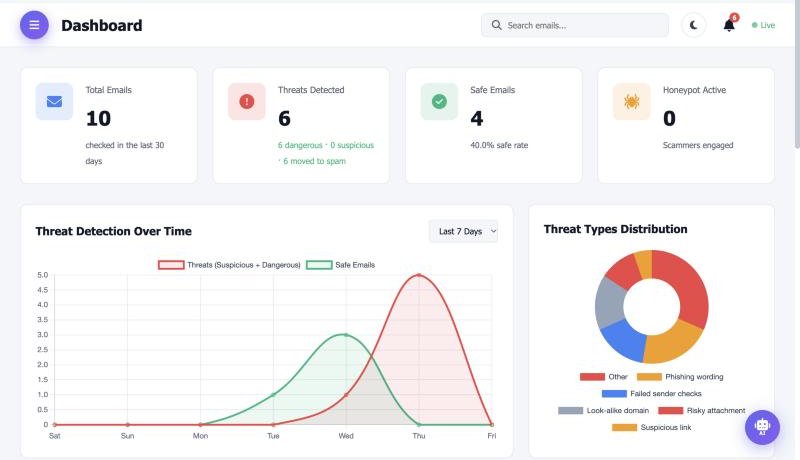 Dashboard
Search emails...
6
Live
Total Emails
10
checked in the last 30
days
Threats Detected
6
6 dangerous · 0 suspicious
· 6 moved to spam
Safe Emails
4
40.0% safe rate
Honeypot Active
0
Scammers engaged
Threat Detection Over Time
Last 7 Days
Threats (Suspicious + Dangerous)
Safe Emails
5.0
4.5
4.0
3.5
3.0
2.5
2.0
1.5
1.0
0.5
0
Sat
Sun
Mon
Tue
Wed
Thu
Fri
Threat Types Distribution
Other
Phishing wording
Failed sender checks
Look-alike domain
Risky attachment
Suspicious link
AI